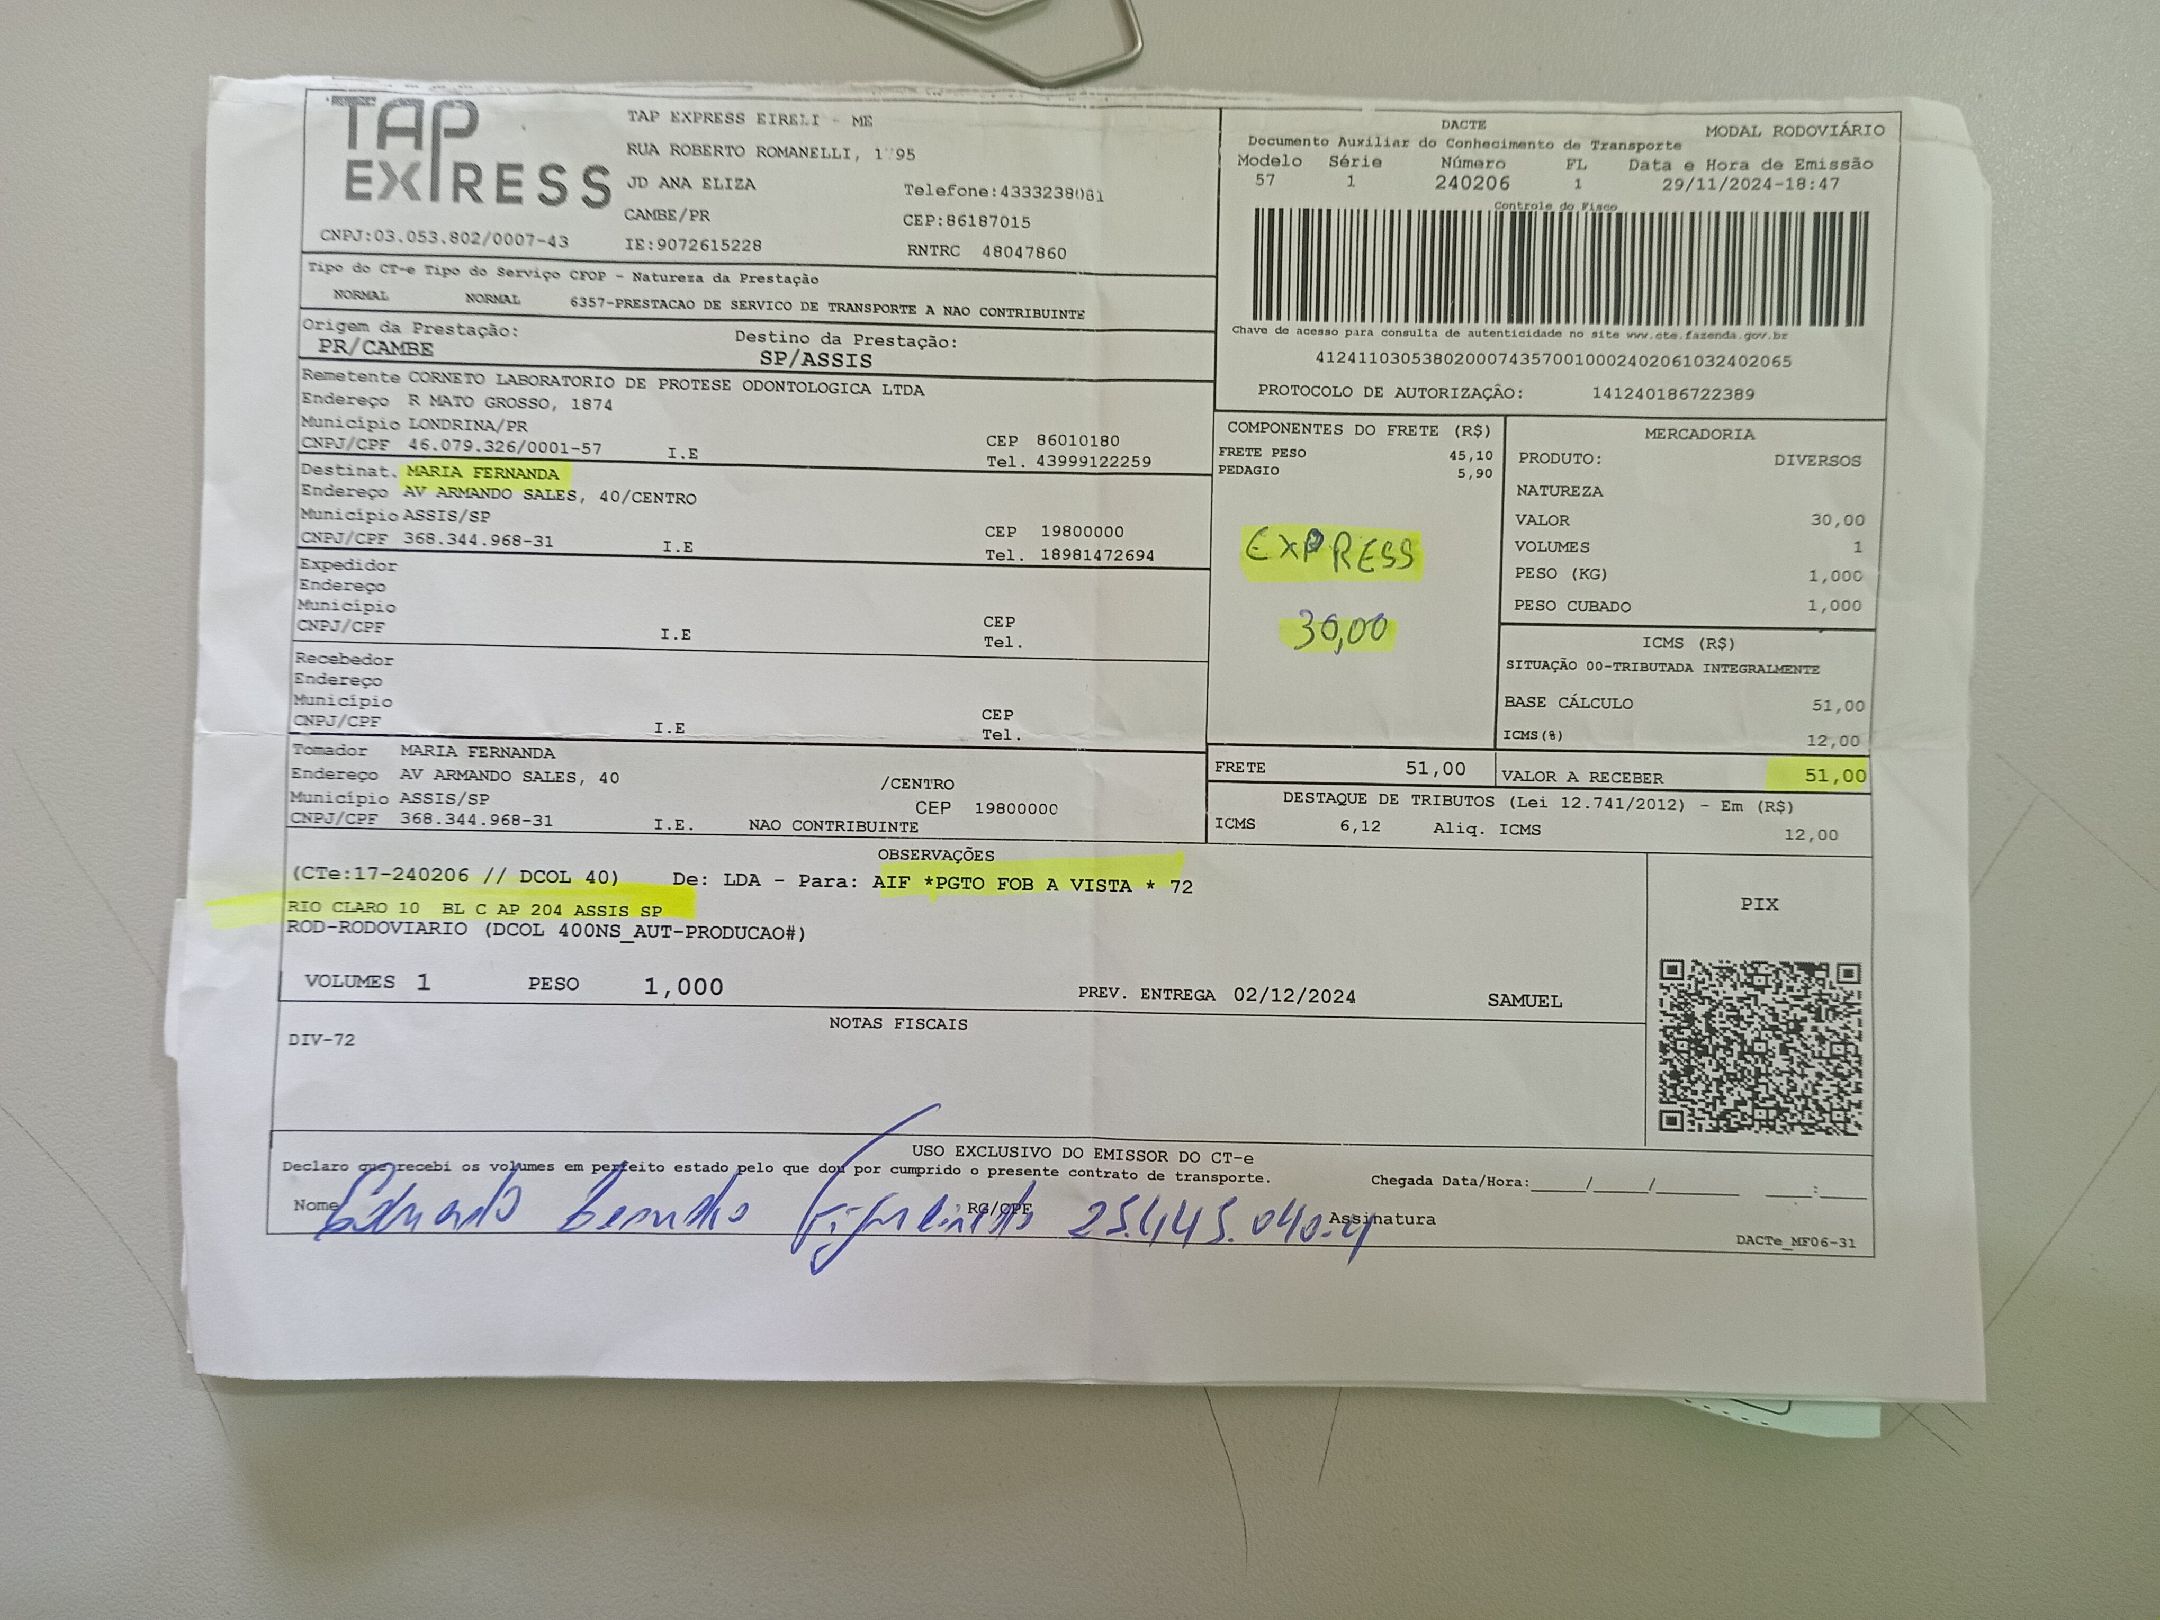 TAP
EXPRESS
CNPJ:03.053.802/0007-43
TAP EXPRESS EIRELI - ME
RUA ROBERTO ROMANELLI,
JD ANA ELIZA
CAMBE/PR
IE:9072615228
Telefone:4333238081
CEP:86187015
RNTRC 48047860
DACTE
MODAL RODOVIÁRIO
Documento Auxiliar do Conhecimento de Transporte
Modelo Série Número FL Data e Hora de Emissão
57 1 240206 1 29/11/2024-18:47
Controle do Fisco
Chave de acesso para consulta de autenticidade no site www.cte.fazenda.gov.br
41241103053802000743570010002402061032402065
PROTOCOLO DE AUTORIZAÇÃO: 141240186722389
Tipo do CT-e Tipo do Serviço CFOP - Natureza da Prestação
NORMAL NORMAL 6357-PRESTACAO DE SERVICO DE TRANSPORTE A NAO CONTRIBUINTE
Origem da Prestação: Destino da Prestação:
PR/CAMBE SP/ASSIS
Remetente CORNETO LABORATORIO DE PROTESE ODONTOLOGICA LTDA
Endereço R MATO GROSSO, 1874
Município LONDRINA/PR CEP 86010180
CNPJ/CPF 46.079.326/0001-57 I.E Tel. 43999122259
Destinat. MARIA FERNANDA
Endereço AV ARMANDO SALES, 40/CENTRO
Município ASSIS/SP CEP 19800000
CNPJ/CPF 368.344.968-31 I.E Tel. 18981472694
Expedidor
Endereço
Município CEP
CNPJ/CPF I.E Tel.
Recebedor
Endereço
Município CEP
CNPJ/CPF I.E Tel.
Tomador MARIA FERNANDA
Endereço AV ARMANDO SALES, 40 /CENTRO
Município ASSIS/SP CEP 19800000
CNPJ/CPF 368.344.968-31 I.E. NAO CONTRIBUINTE
COMPONENTES DO FRETE (R$)
FRETE PESO 45,10
PEDAGIO 5,90
EXPRESS
30,00
MERCADORIA
PRODUTO: DIVERSOS
NATUREZA
VALOR 30,00
VOLUMES 1
PESO (KG) 1,000
PESO CUBADO 1,000
ICMS (R$)
SITUAÇÃO 00-TRIBUTADA INTEGRALMENTE
BASE CÁLCULO 51,00
ICMS(%) 12,00
FRETE 51,00 VALOR A RECEBER 51,00
DESTAQUE DE TRIBUTOS (Lei 12.741/2012) - Em (R$)
ICMS 6,12 Aliq. ICMS 12,00
OBSERVAÇÕES
(CTe:17-240206 // DCOL 40) De: LDA - Para: AIF *PGTO FOB A VISTA * 72
RIO CLARO 10 BL C AP 204 ASSIS SP
ROD-RODOVIARIO (DCOL 400NS_AUT-PRODUCAO#)
VOLUMES 1 PESO 1,000 PREV. ENTREGA 02/12/2024 SAMUEL
PIX
NOTAS FISCAIS
DIV-72
USO EXCLUSIVO DO EMISSOR DO CT-e
Declaro que recebi os volumes em perfeito estado pelo que dou por cumprido o presente contrato de transporte.
Chegada Data/Hora:_____/_____/_________ ____:_____
Nome Eduardo RG/CPF Assinatura
DACTe_MF06-31